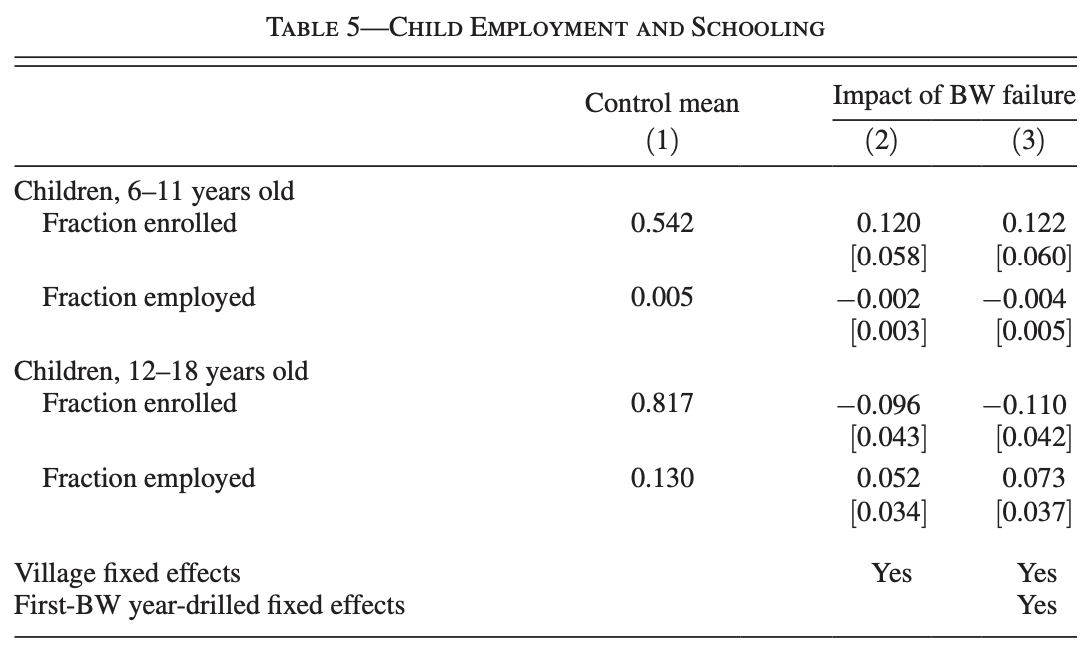 TABLE 5—CHILD EMPLOYMENT AND SCHOOLING
Control mean Impact of BW failure
(1) (2) (3)
Children, 6–11 years old
Fraction enrolled 0.542 0.120 0.122
[0.058] [0.060]
Fraction employed 0.005 −0.002 −0.004
[0.003] [0.005]
Children, 12–18 years old
Fraction enrolled 0.817 −0.096 −0.110
[0.043] [0.042]
Fraction employed 0.130 0.052 0.073
[0.034] [0.037]
Village fixed effects Yes Yes
First-BW year-drilled fixed effects Yes